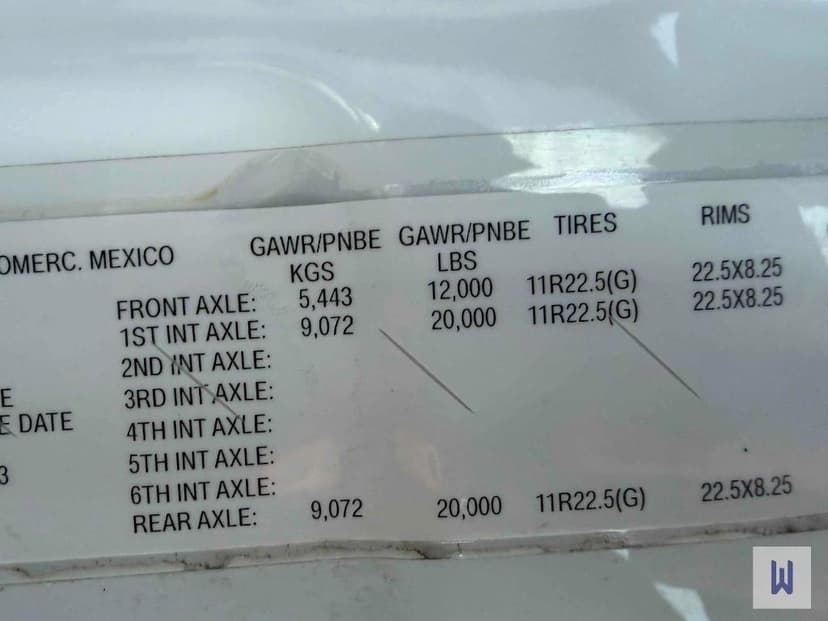 OMERC. MEXICO GAWR/PNBE GAWR/PNBE TIRES RIMS
KGS LBS
FRONT AXLE: 5,443 12,000 11R22.5(G) 22.5X8.25
1ST INT AXLE: 9,072 20,000 11R22.5(G) 22.5X8.25
2ND INT AXLE:
3RD INT AXLE:
E
4TH INT AXLE:
E DATE
5TH INT AXLE:
3
6TH INT AXLE:
REAR AXLE: 9,072 20,000 11R22.5(G) 22.5X8.25
W